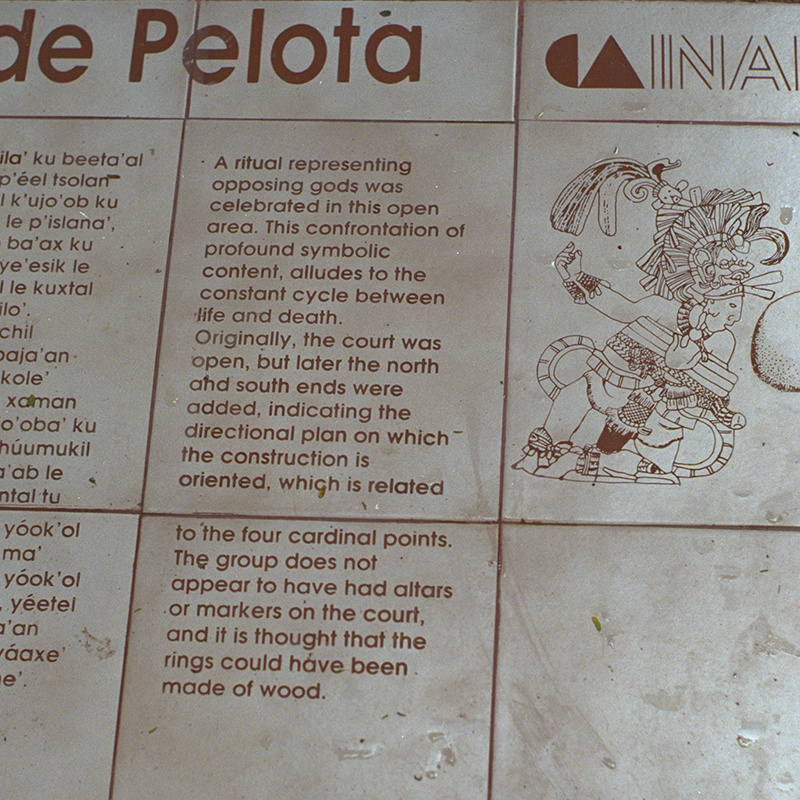 de Pelota
INA
ila' ku beeta'al
p'éel tsolan
l k'ujo'ob ku
le p'islana',
ba'ax ku
ye'esik le
l le kuxtal
ilo'.
chil
baja'an
kole'
xaman
o'oba' ku
húumukil
a'ab le
ntal tu
yóok'ol
ma'
yóok'ol
, yéetel
a'an
yáaxe'
ne'.
A ritual representing
opposing gods was
celebrated in this open
area. This confrontation of
profound symbolic
content, alludes to the
constant cycle between
life and death.
Originally, the court was
open, but later the north
and south ends were
added, indicating the
directional plan on which
the construction is
oriented, which is related
to the four cardinal points.
The group does not
appear to have had altars
or markers on the court,
and it is thought that the
rings could have been
made of wood.